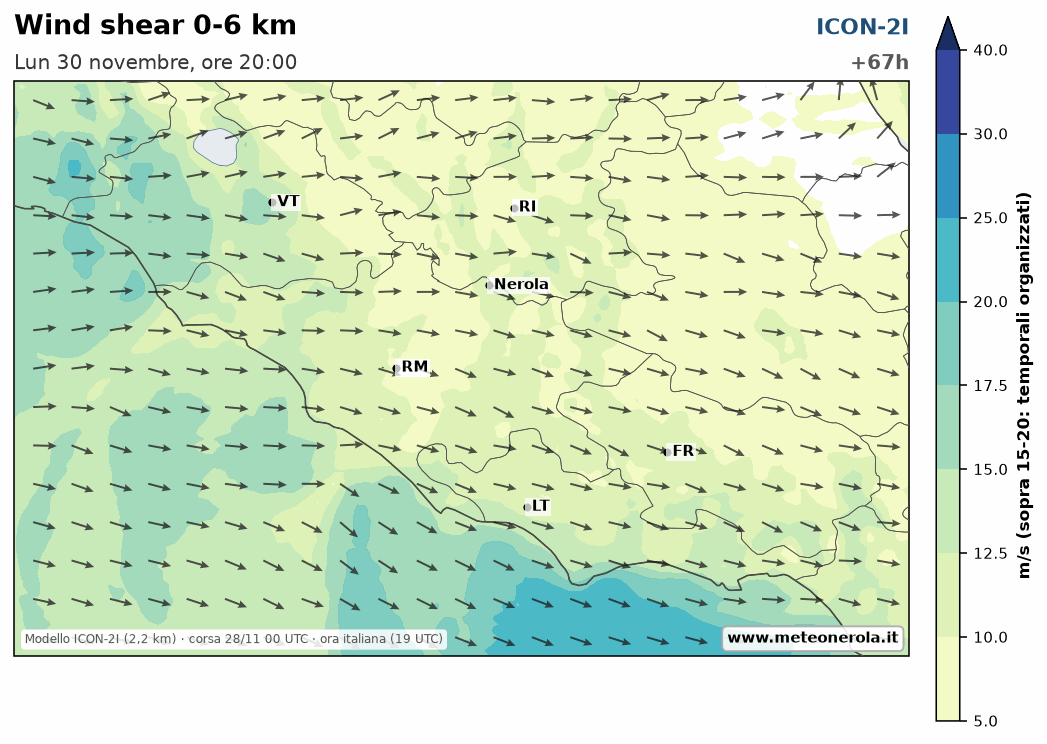 Wind shear 0-6 km
ICON-2I
Lun 30 novembre, ore 20:00
+67h
40.0
30.0
25.0
20.0
17.5
15.0
12.5
10.0
5.0
m/s (sopra 15-20: temporali organizzati)
VT
RI
Nerola
RM
FR
LT
Modello ICON-2I (2,2 km) · corsa 28/11 00 UTC · ora italiana (19 UTC)
www.meteonerola.it